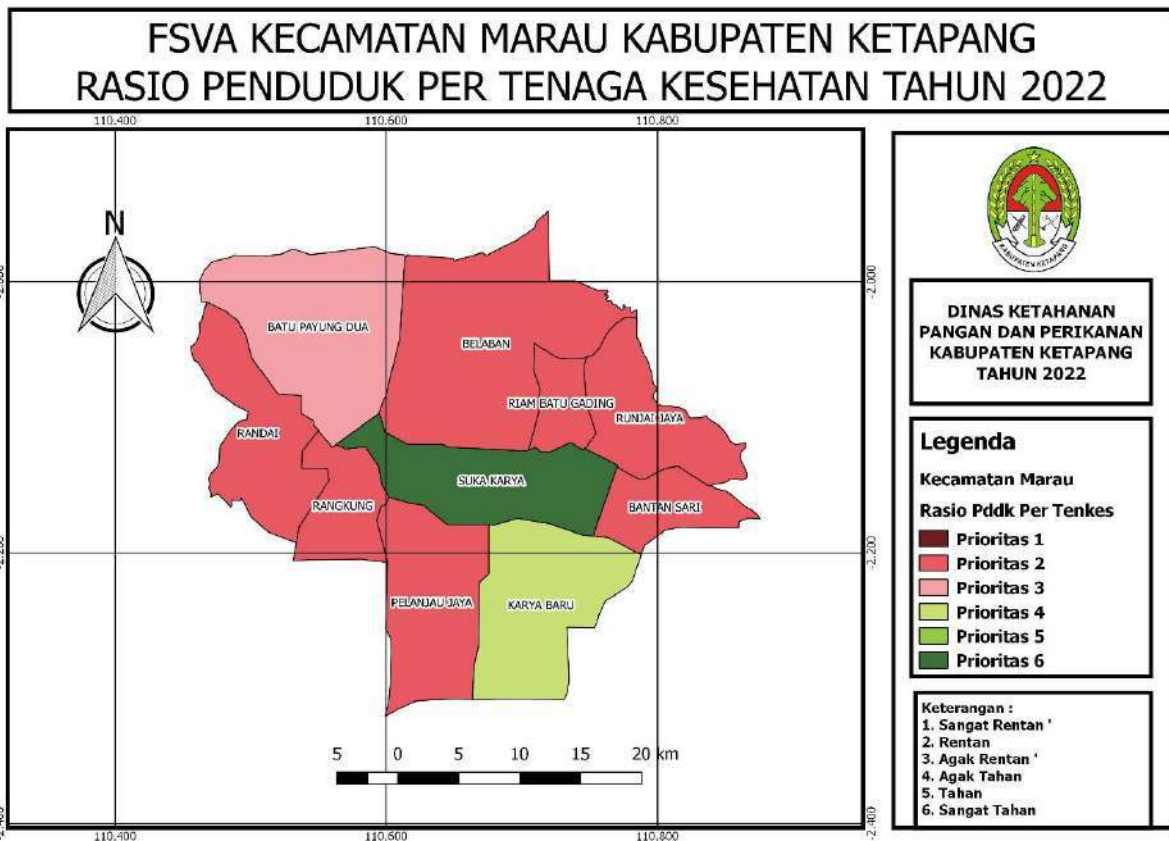 FSVA KECAMATAN MARAU KABUPATEN KETAPANG
RASIO PENDUDUK PER TENAGA KESEHATAN TAHUN 2022
110.400
110.600
110.800
N
-2.000
-2.000
BATU PAYUNG DUA
BELABAN
RIAM BATU GADING
RUNJAI JAYA
RANDAI
SUKA KARYA
RANGKUNG
BANTAN SARI
-2.200
-2.200
PELANJAU JAYA
KARYA BARU
5 0 5 10 15 20 km
-2.400
-2.400
110.400
110.600
110.800
KABUPATEN KETAPANG
DINAS KETAHANAN
PANGAN DAN PERIKANAN
KABUPATEN KETAPANG
TAHUN 2022
Legenda
Kecamatan Marau
Rasio Pddk Per Tenkes
Prioritas 1
Prioritas 2
Prioritas 3
Prioritas 4
Prioritas 5
Prioritas 6
Keterangan :
1. Sangat Rentan '
2. Rentan
3. Agak Rentan '
4. Agak Tahan
5. Tahan
6. Sangat Tahan